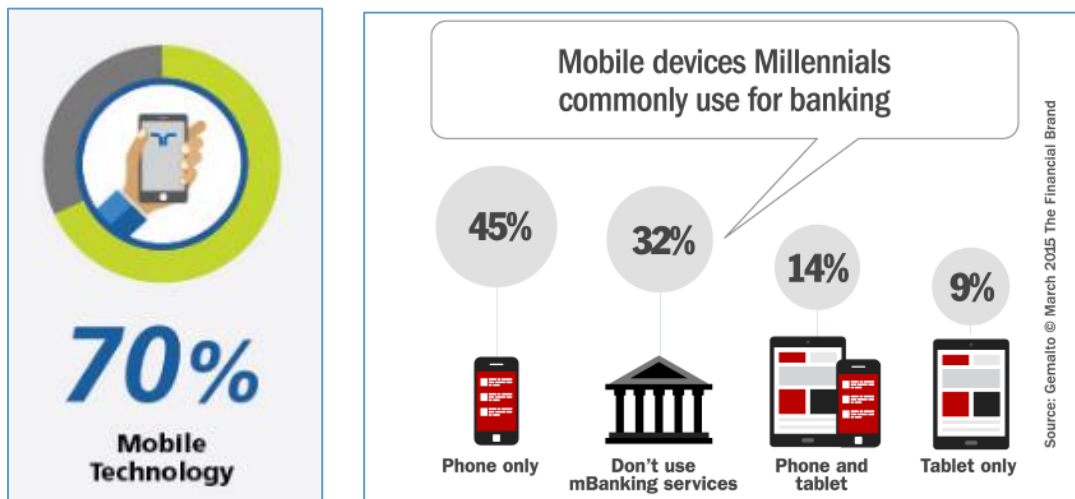 70%
Mobile
Technology
Mobile devices Millennials
commonly use for banking
45%
32%
14%
9%
Phone only
Don't use
mBanking services
Phone and
tablet
Tablet only
Source: Gemalto © March 2015 The Financial Brand